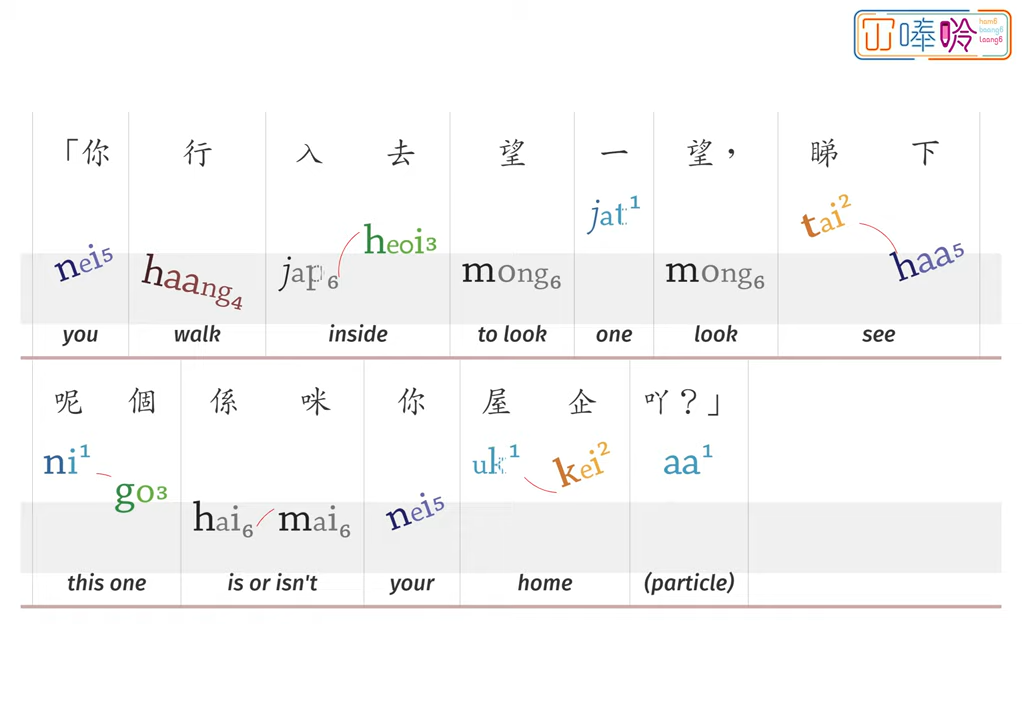 冚唪唥 ham6 baang6 laang6
「你 行 入 去 望 一 望， 睇 下
nei5 haang4 jap6 heoi3 mong6 jat1 mong6 tai2 haa5
you walk inside to look one look see
呢 個 係 咪 你 屋 企 吖？」
ni1 go3 hai6 mai6 nei5 uk1 kei2 aa1
this one is or isn't your home (particle)